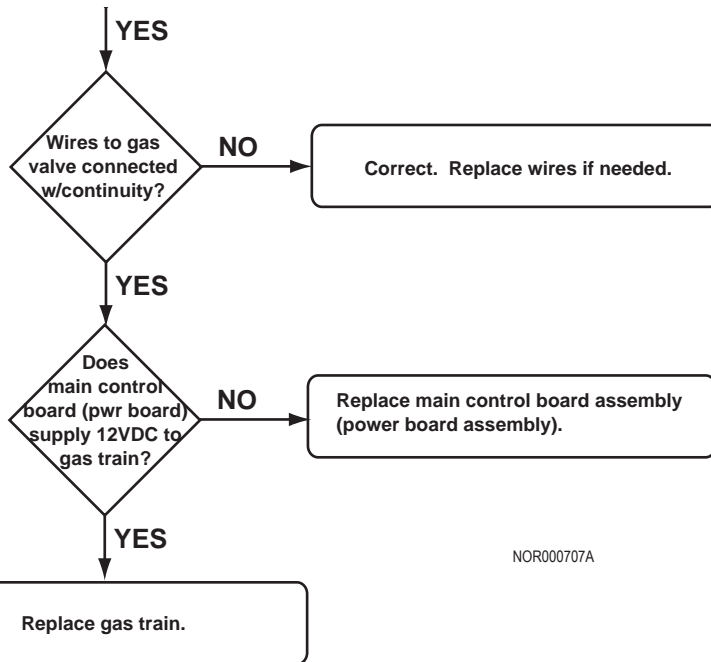 YES
Wires to gas
valve connected
w/continuity?
NO
Correct. Replace wires if needed.
YES
Does
main control
board (pwr board)
supply 12VDC to
gas train?
NO
Replace main control board assembly
(power board assembly).
YES
NOR000707A
Replace gas train.